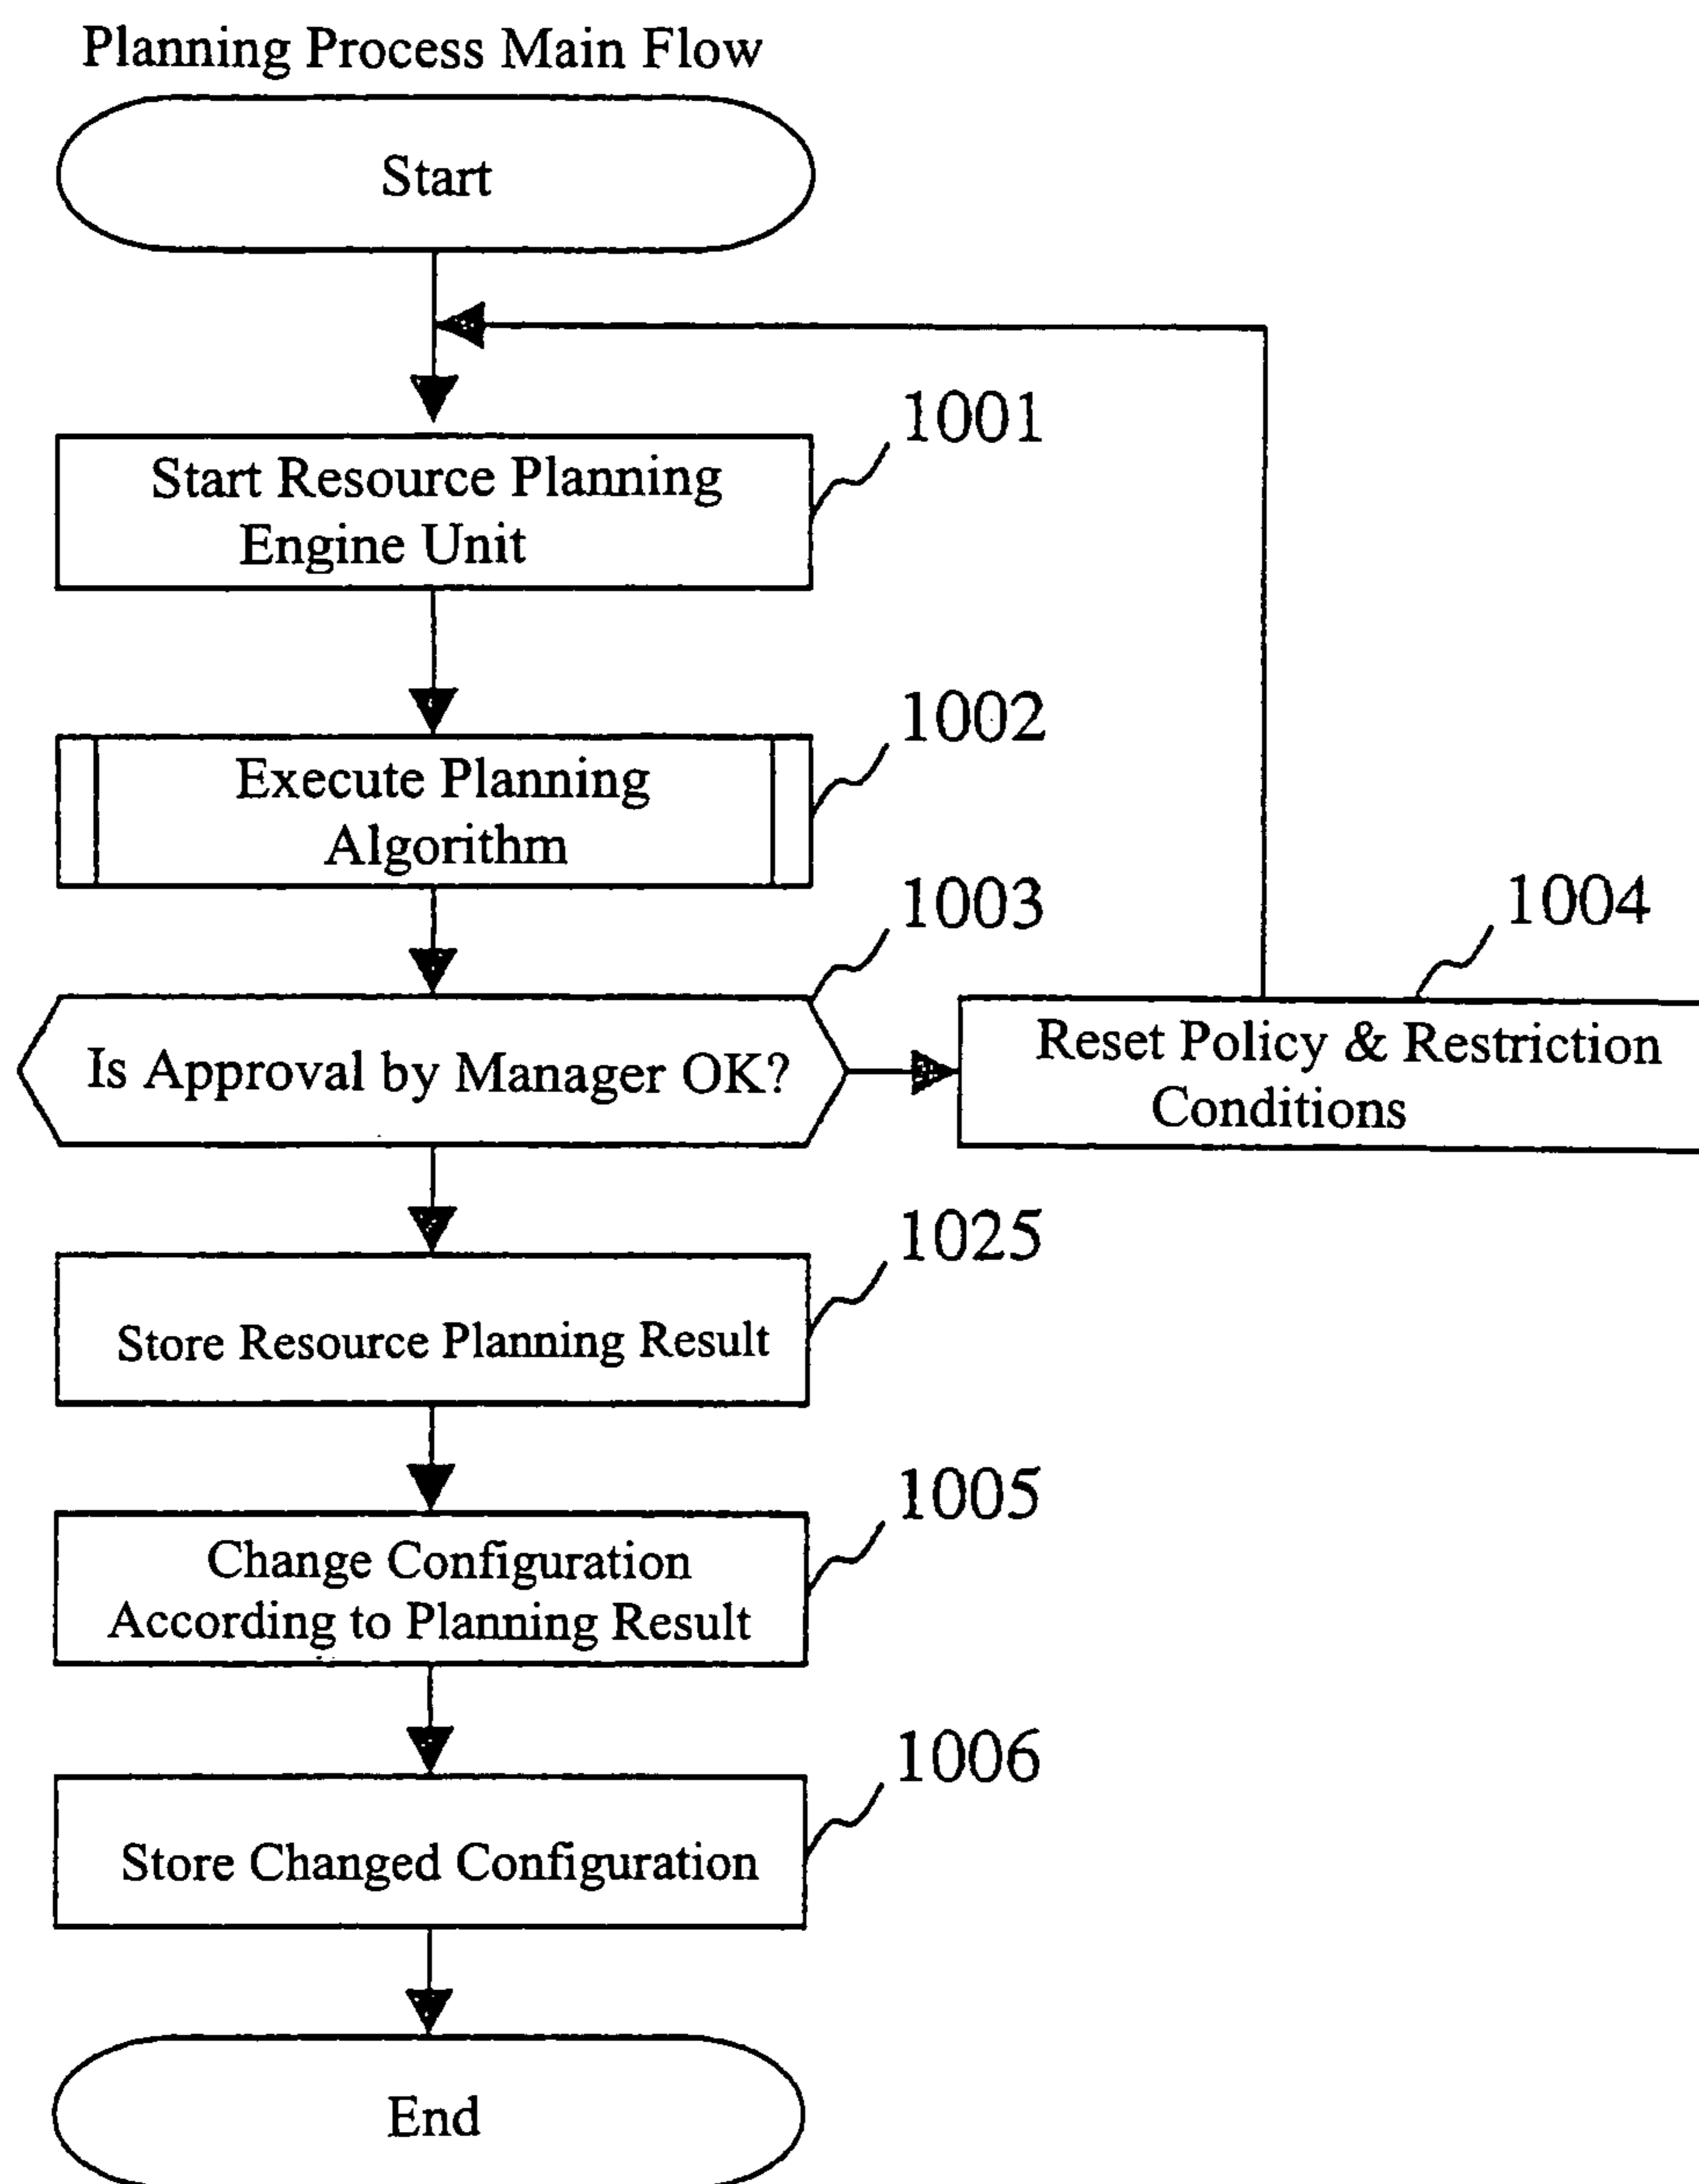 Planning Process Main Flow
Start
1001
Start Resource Planning
Engine Unit
1002
Execute Planning
Algorithm
1003
Is Approval by Manager OK?
1004
Reset Policy & Restriction
Conditions
1025
Store Resource Planning Result
1005
Change Configuration
According to Planning Result
1006
Store Changed Configuration
End